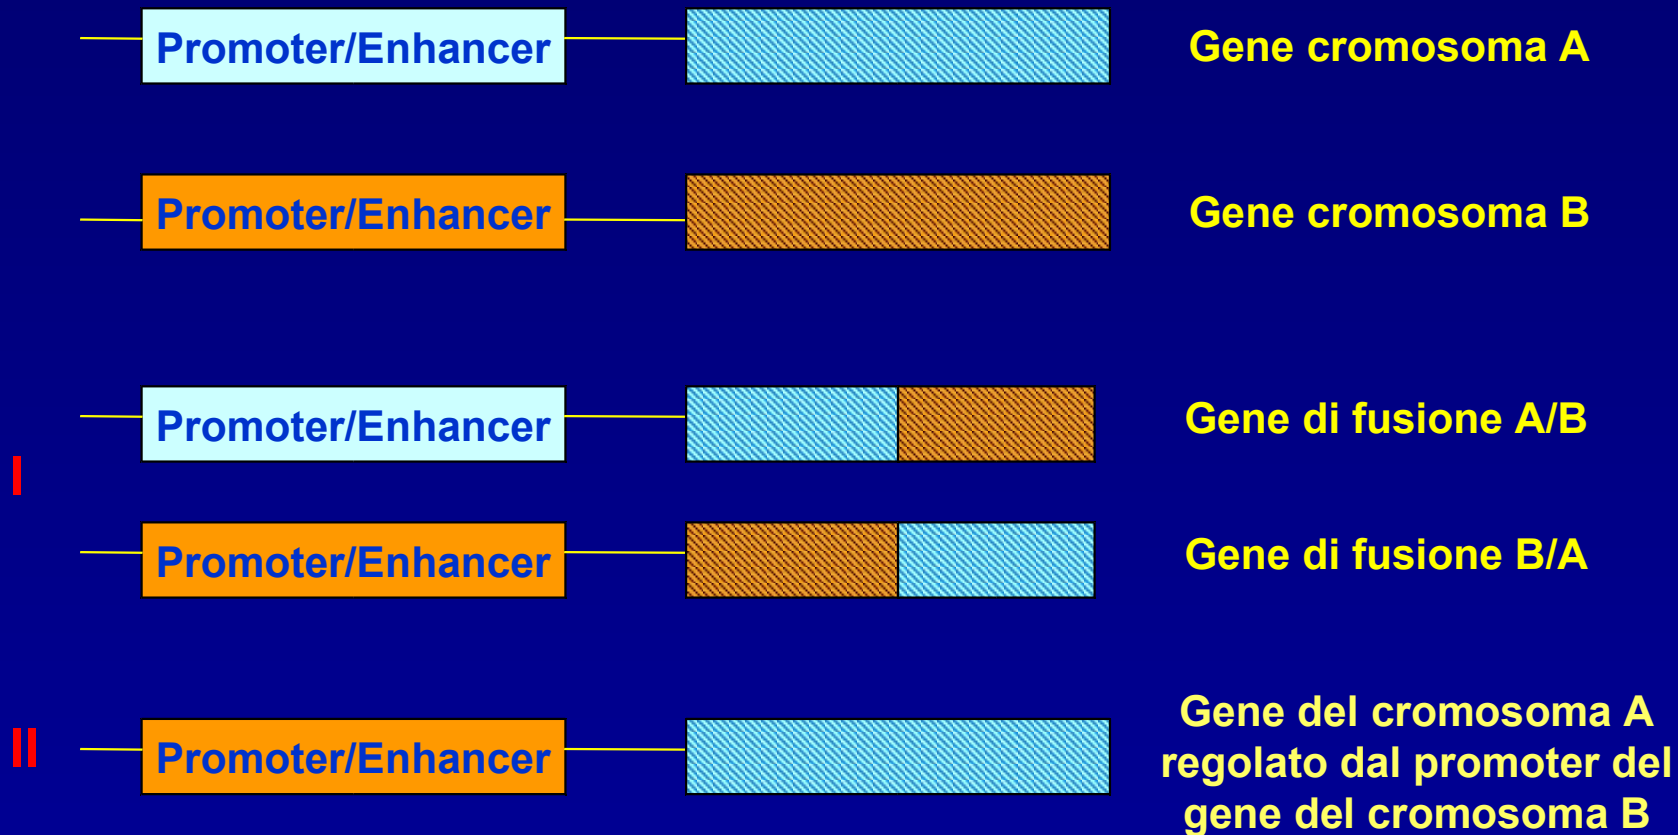 Promoter/Enhancer Gene cromosoma A
Promoter/Enhancer Gene cromosoma B
Promoter/Enhancer Gene di fusione A/B
I
Promoter/Enhancer Gene di fusione B/A
II Promoter/Enhancer
Gene del cromosoma A
regolato dal promoter del
gene del cromosoma B